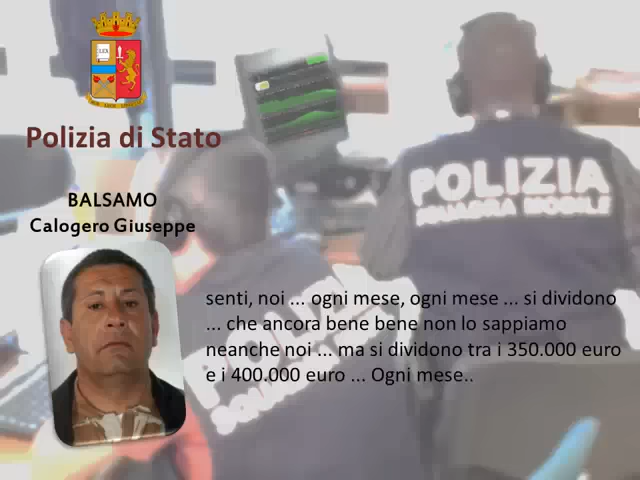 Polizia di Stato
BALSAMO
Calogero Giuseppe
POLIZIA
SQUADRA MOBILE
senti, noi ... ogni mese, ogni mese ... si dividono
... che ancora bene bene non lo sappiamo
neanche noi ... ma si dividono tra i 350.000 euro
e i 400.000 euro ... Ogni mese..
POLIZIA